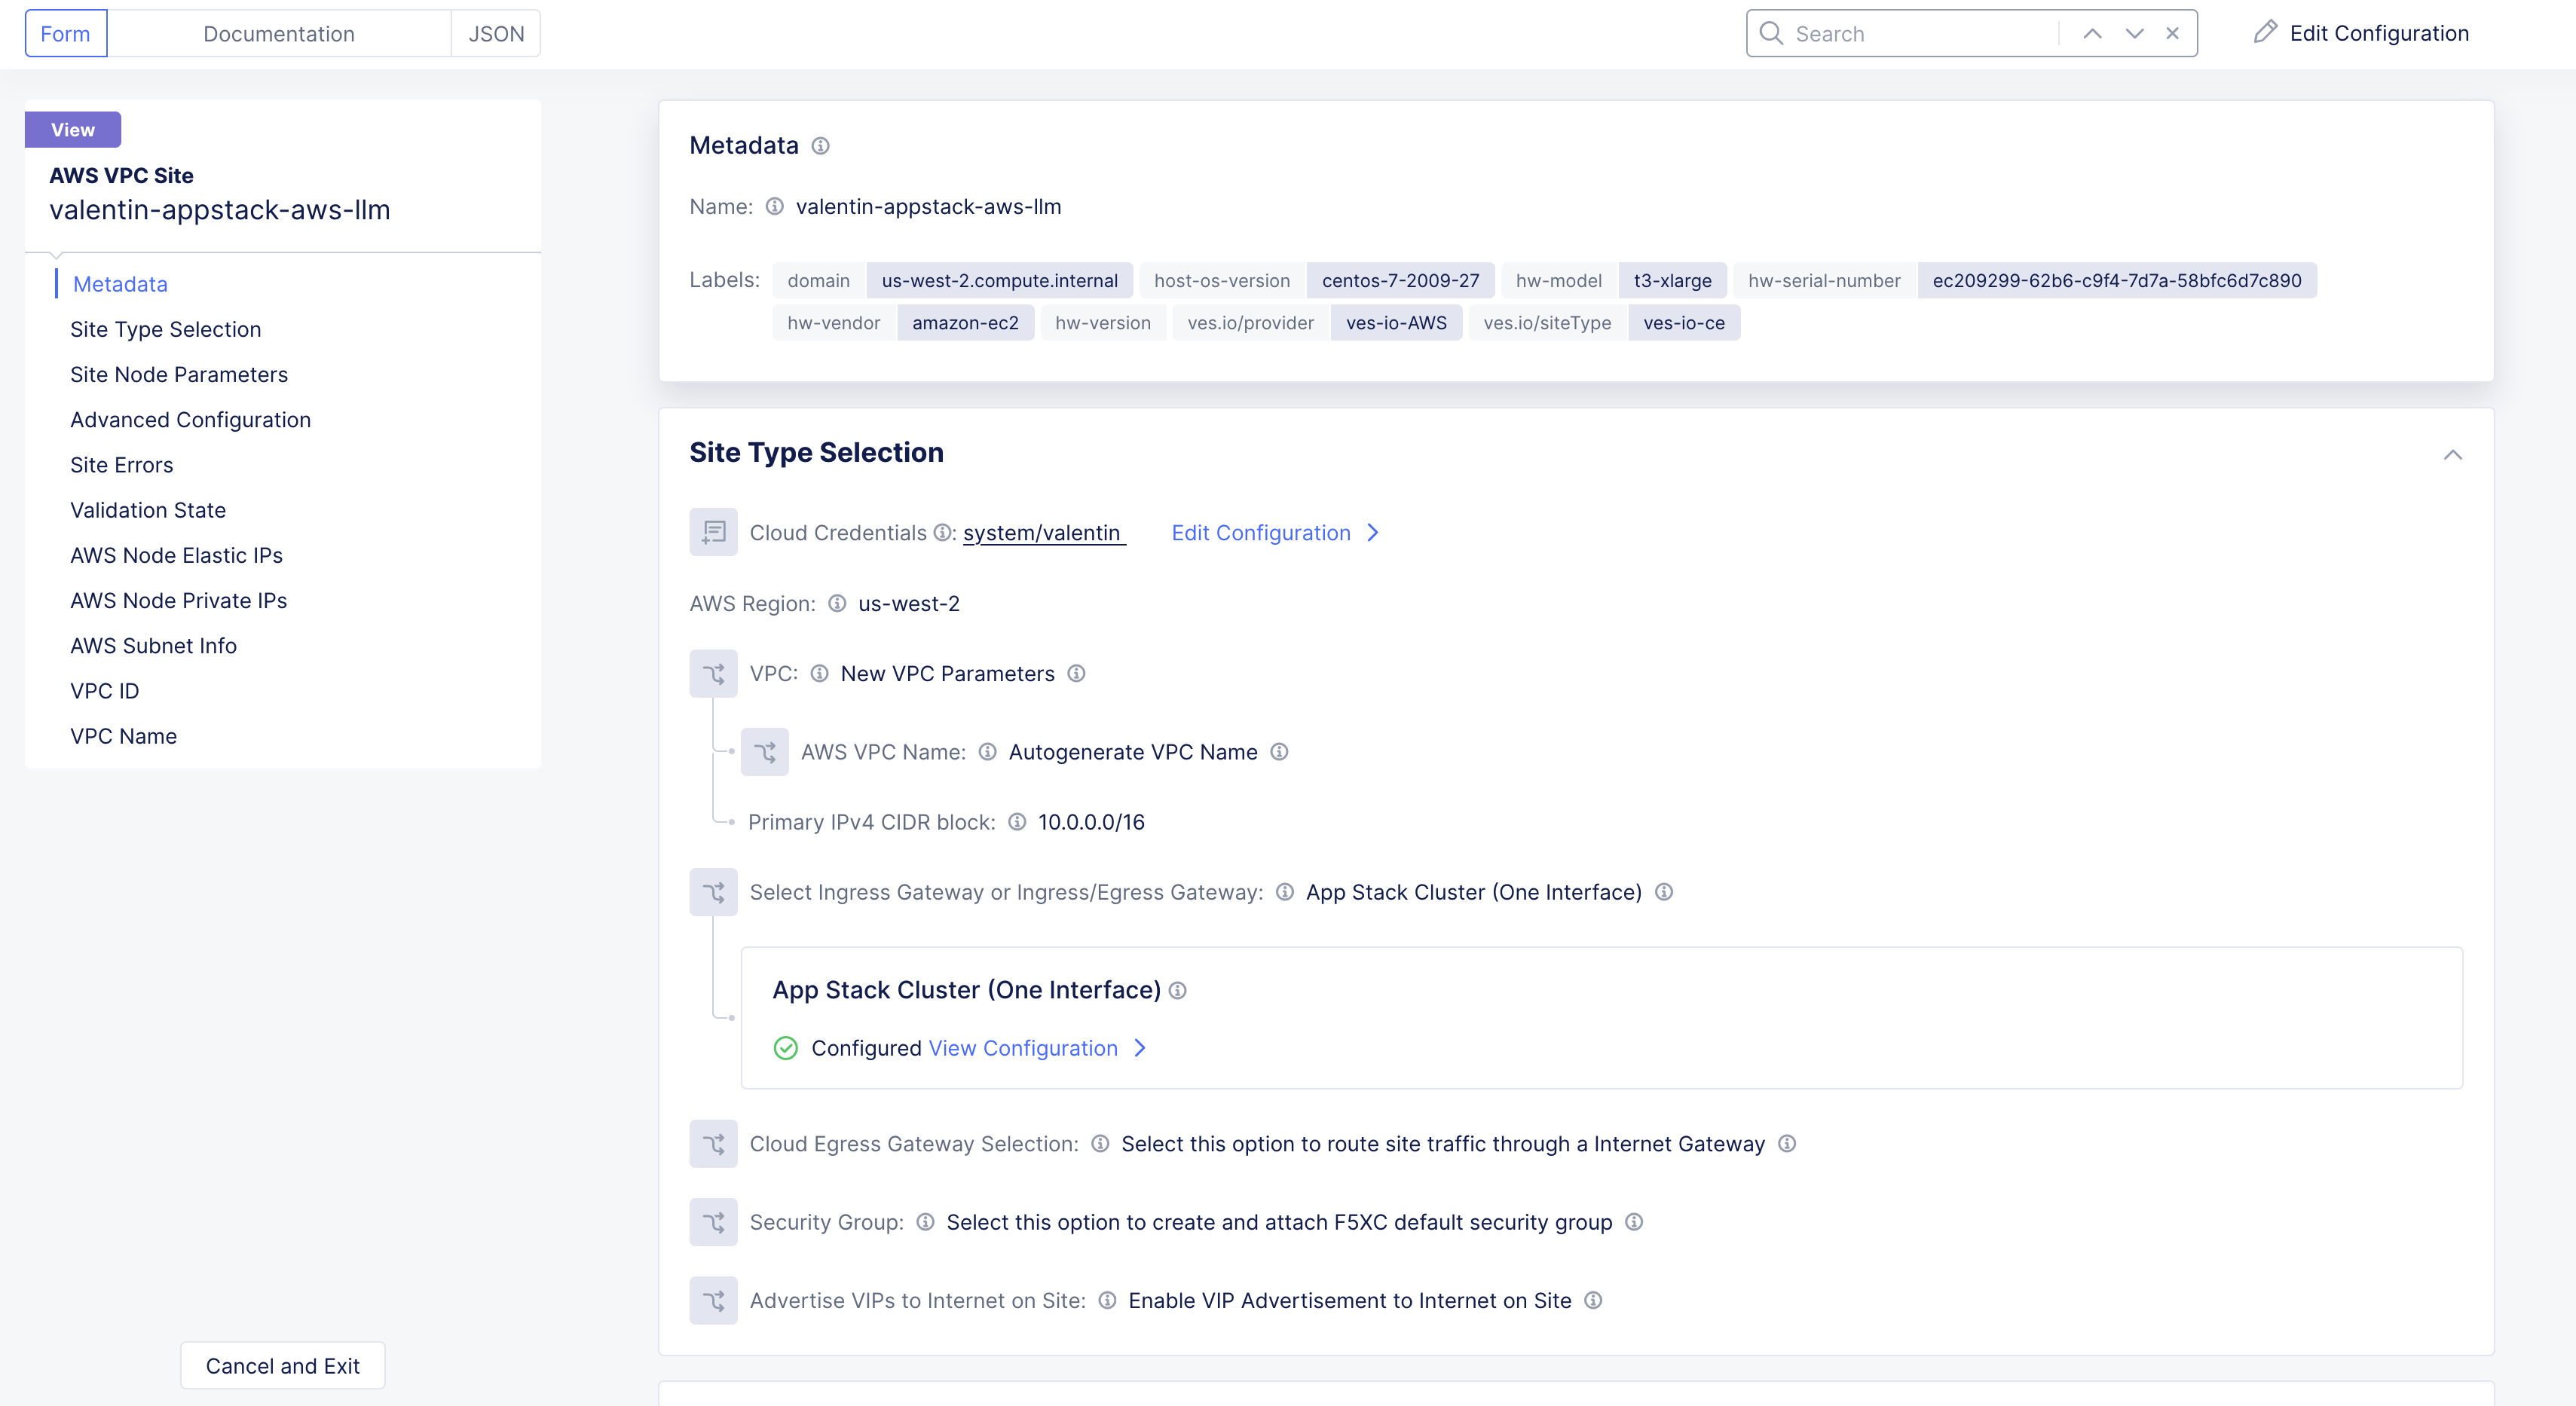 Form
Documentation
JSON
Search
Edit Configuration
View
AWS VPC Site
valentin-appstack-aws-llm
Metadata
Site Type Selection
Site Node Parameters
Advanced Configuration
Site Errors
Validation State
AWS Node Elastic IPs
AWS Node Private IPs
AWS Subnet Info
VPC ID
VPC Name
Cancel and Exit
Metadata
Name: valentin-appstack-aws-llm
Labels: domain us-west-2.compute.internal host-os-version centos-7-2009-27 hw-model t3-xlarge hw-serial-number ec209299-62b6-c9f4-7d7a-58bfc6d7c890
hw-vendor amazon-ec2 hw-version ves.io/provider ves-io-AWS ves.io/siteType ves-io-ce
Site Type Selection
Cloud Credentials : system/valentin Edit Configuration
AWS Region: us-west-2
VPC: New VPC Parameters
AWS VPC Name: Autogenerate VPC Name
Primary IPv4 CIDR block: 10.0.0.0/16
Select Ingress Gateway or Ingress/Egress Gateway: App Stack Cluster (One Interface)
App Stack Cluster (One Interface)
Configured View Configuration
Cloud Egress Gateway Selection: Select this option to route site traffic through a Internet Gateway
Security Group: Select this option to create and attach F5XC default security group
Advertise VIPs to Internet on Site: Enable VIP Advertisement to Internet on Site